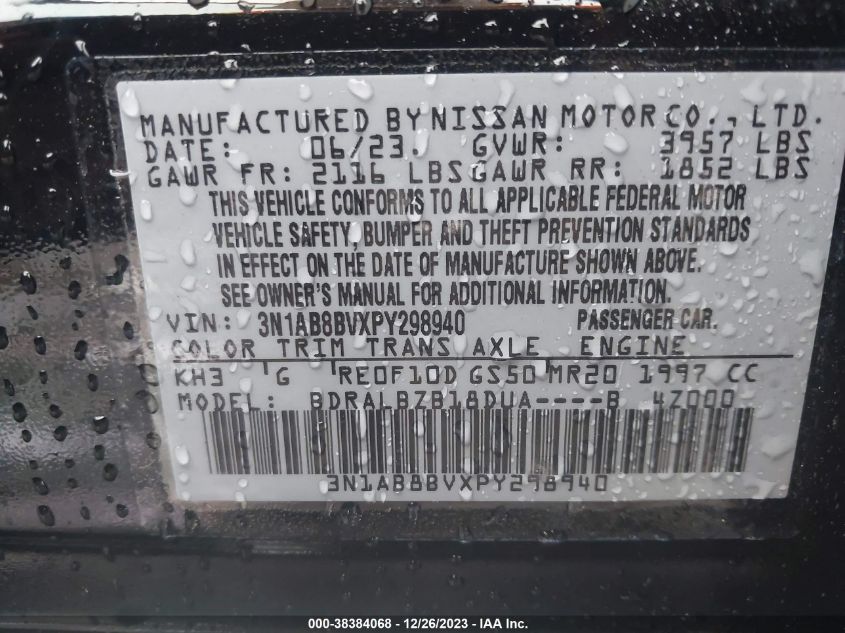 MANUFACTURED BY NISSAN MOTOR CO., LTD.
DATE: 06/23. GVWR: 3957 LBS
GAWR FR: 2116 LBS GAWR RR: 1852 LBS
THIS VEHICLE CONFORMS TO ALL APPLICABLE FEDERAL MOTOR
VEHICLE SAFETY, BUMPER AND THEFT PREVENTION STANDARDS
IN EFFECT ON THE DATE OF MANUFACTURE SHOWN ABOVE.
SEE OWNER'S MANUAL FOR ADDITIONAL INFORMATION.
VIN: 3N1AB8BVXPY298940 PASSENGER CAR.
COLOR TRIM TRANS AXLE ENGINE
KH3 'G 'RE0F10D GS50 MR20 1997 CC
MODEL: BDRALBZB18DUA----B 4Z000
3N1AB8BVXPY298940
000-38384068 - 12/26/2023 - IAA Inc.